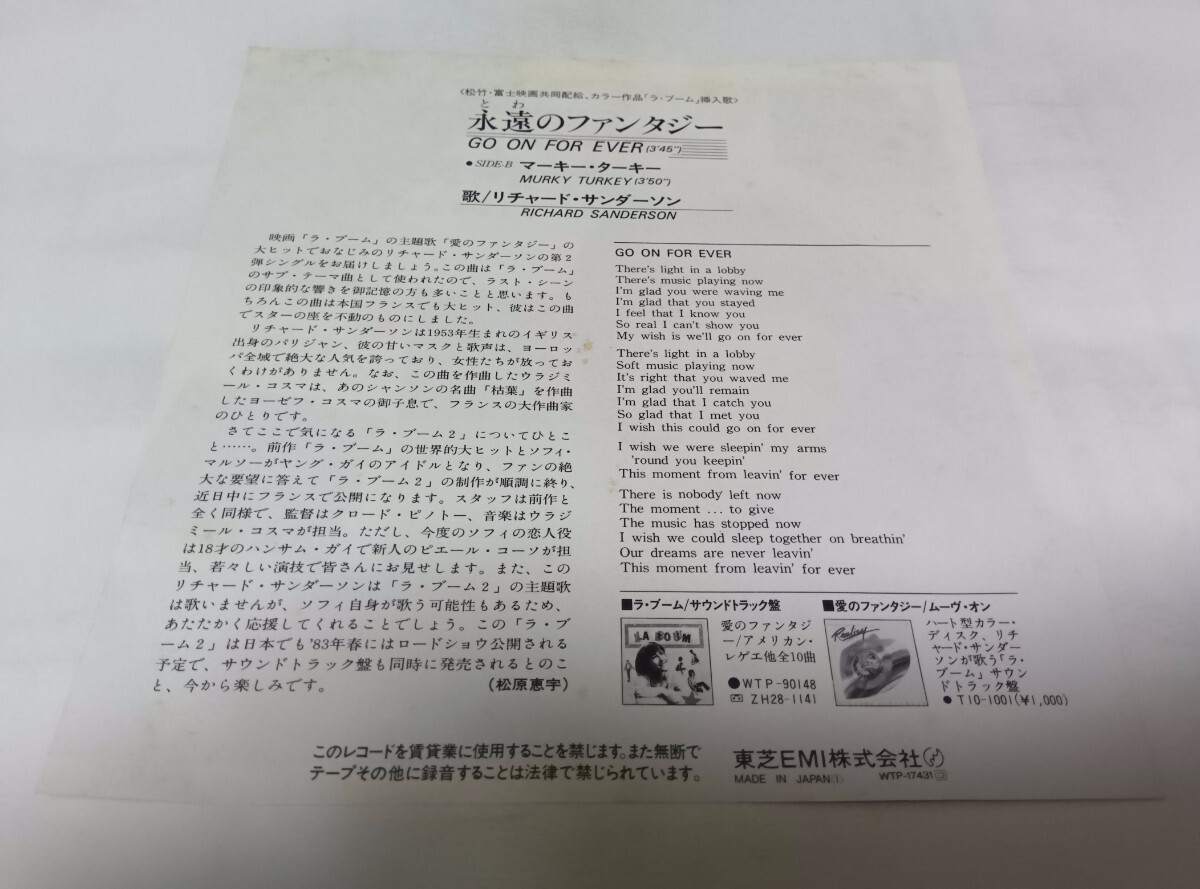 〈松竹・富士映画共同配給、カラー作品「ラ・ブーム」挿入歌〉
とわ
永遠のファンタジー
GO ON FOR EVER(3'45")
●SIDE-B マーキー・ターキー
MURKY TURKEY(3'50")
歌/リチャード・サンダーソン
RICHARD SANDERSON
映画「ラ・ブーム」の主題歌「愛のファンタジー」の
大ヒットでおなじみのリチャード・サンダーソンの第2
弾シングルをお届けしましょう。この曲は「ラ・ブーム」
のサブ・テーマ曲として使われたので、ラスト・シーン
の印象的な響きを御記憶の方も多いことと思います。も
ちろんこの曲は本国フランスでも大ヒット、彼はこの曲
でスターの座を不動のものにしました。
リチャード・サンダーソンは1953年生まれのイギリス
出身のパリジャン、彼の甘いマスクと歌声は、ヨーロッ
パ全域で絶大な人気を誇っており、女性たちが放ってお
くわけがありません。なお、この曲を作曲したウラジミ
ール・コスマは、あのシャンソンの名曲「枯葉」を作曲
したヨーゼフ・コスマの御子息で、フランスの大作曲家
のひとりです。
さてここで気になる「ラ・ブーム2」についてひとこ
と……。前作「ラ・ブーム」の世界的大ヒットとソフィ・
マルソーがヤング・ガイのアイドルとなり、ファンの絶
大な要望に答えて「ラ・ブーム2」の制作が順調に終り、
近日中にフランスで公開になります。スタッフは前作と
全く同様で、監督はクロード・ピノトー、音楽はウラジ
ミール・コスマが担当。ただし、今度のソフィの恋人役
は18才のハンサム・ガイで新人のピエール・コーソが担
当、若々しい演技で皆さんにお見せします。また、この
リチャード・サンダーソンは「ラ・ブーム2」の主題歌
は歌いませんが、ソフィ自身が歌う可能性もあるため、
あたたかく応援してくれることでしょう。この「ラ・ブ
ーム2」は日本でも'83年春にはロードショウ公開される
予定で、サウンドトラック盤も同時に発売されるとのこ
と、今から楽しみです。
(松原恵宇)
GO ON FOR EVER
There's light in a lobby
There's music playing now
I'm glad you were waving me
I'm glad that you stayed
I feel that I know you
So real I can't show you
My wish is we'll go on for ever
There's light in a lobby
Soft music playing now
It's right that you waved me
I'm glad you'll remain
I'm glad that I catch you
So glad that I met you
I wish this could go on for ever
I wish we were sleepin' my arms
'round you keepin'
This moment from leavin' for ever
There is nobody left now
The moment ... to give
The music has stopped now
I wish we could sleep together on breathin'
Our dreams are never leavin'
This moment from leavin' for ever
■ラ・ブーム/サウンドトラック盤
LA BOUM
愛のファンタジ
ー/アメリカン・
レゲエ他全10曲
●WTP-90148
ZH28-1141
■愛のファンタジー/ムーヴ・オン
Reality
ハート型カラー・
ディスク、リチ
ャード・サンダー
ソンが歌う「ラ・
ブーム」サウン
ドトラック盤
●T10-1001(¥1,000)
このレコードを賃貸業に使用することを禁じます。また無断で
テープその他に録音することは法律で禁じられています。
東芝EMI株式会社
MADE IN JAPAN① WTP-17431